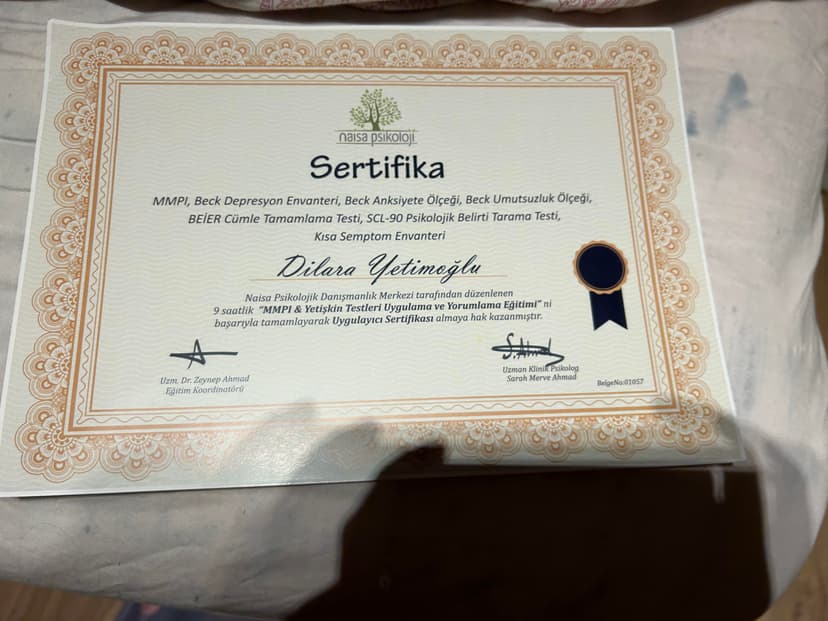 naisa psikoloji
Sertifika
MMPI, Beck Depresyon Envanteri, Beck Anksiyete Ölçeği, Beck Umutsuzluk Ölçeği,
BEİER Cümle Tamamlama Testi, SCL-90 Psikolojik Belirti Tarama Testi,
Kısa Semptom Envanteri
Dilara Yetimoğlu
Naisa Psikolojik Danışmanlık Merkezi tarafından düzenlenen
9 saatlik "MMPI & Yetişkin Testleri Uygulama ve Yorumlama Eğitimi" ni
başarıyla tamamlayarak Uygulayıcı Sertifikası almaya hak kazanmıştır.
S.Ahmad
Uzm. Dr. Zeynep Ahmad
Eğitim Koordinatörü
Uzman Klinik Psikolog
Sarah Merve Ahmad
BelgeNo:01057